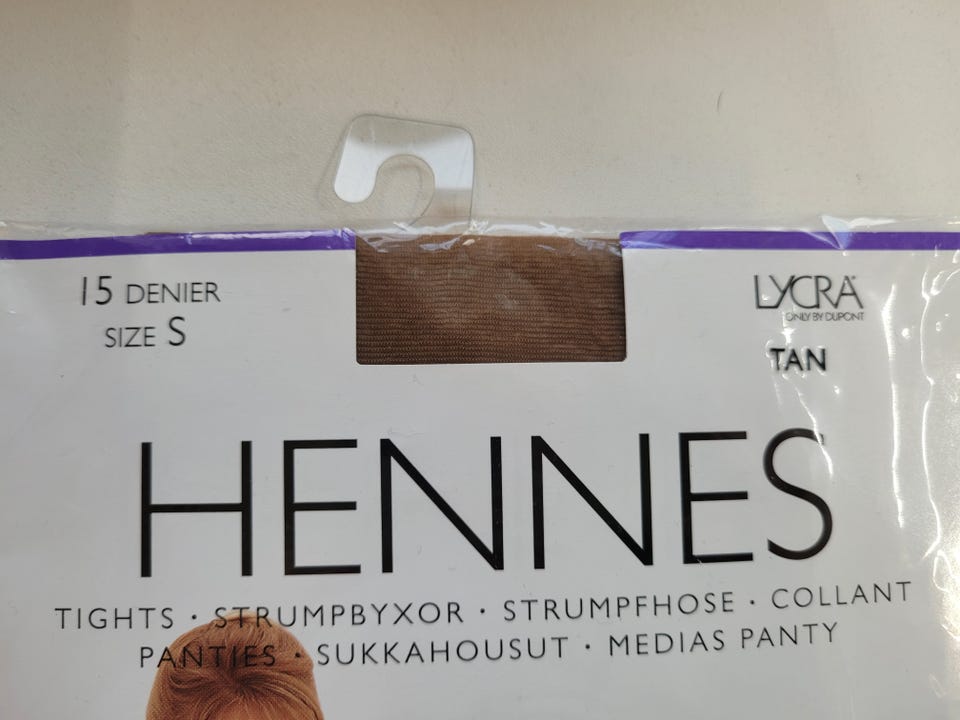 15 DENIER
SIZE S
LYCRA
ONLY BY DUPONT
TAN
HENNES
TIGHTS · STRUMPBYXOR · STRUMPFHOSE · COLLANT
PANTIES · SUKKAHOUSUT · MEDIAS PANTY